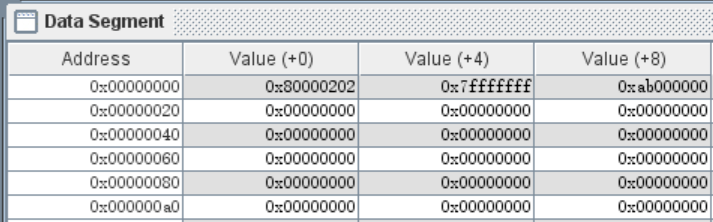 Data Segment
Address Value (+0) Value (+4) Value (+8)
0x00000000 0x80000202 0x7fffffff 0xab000000
0x00000020 0x00000000 0x00000000 0x00000000
0x00000040 0x00000000 0x00000000 0x00000000
0x00000060 0x00000000 0x00000000 0x00000000
0x00000080 0x00000000 0x00000000 0x00000000
0x000000a0 0x00000000 0x00000000 0x00000000